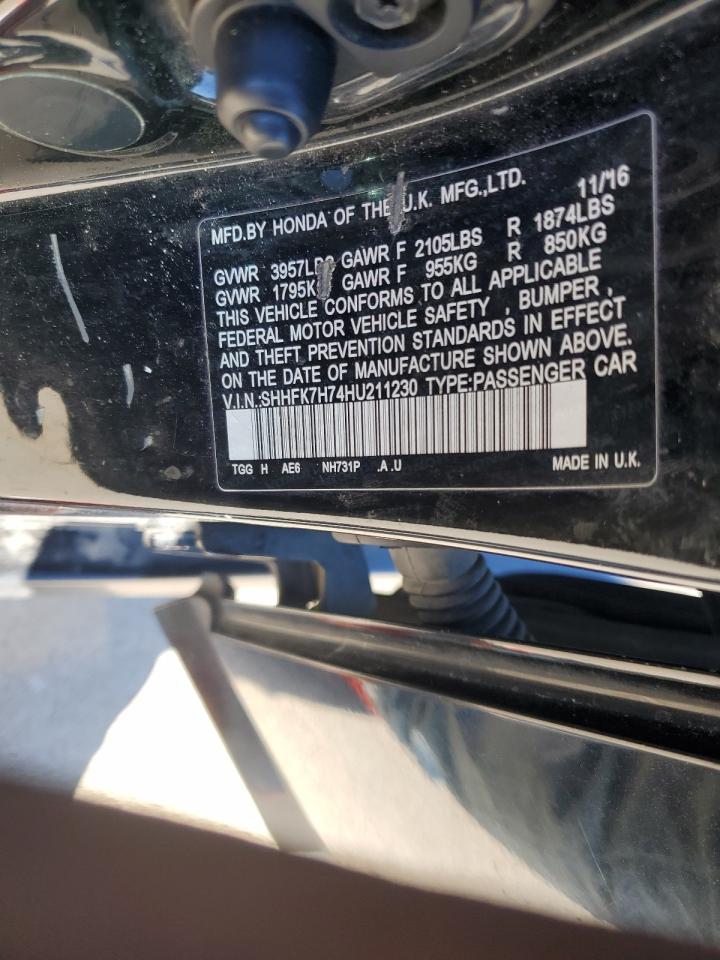 MFD.BY HONDA OF THE U.K. MFG.,LTD. 11/16
GVWR 3957LBS GAWR F 2105LBS R 1874LBS
GVWR 1795KG GAWR F 955KG R 850KG
THIS VEHICLE CONFORMS TO ALL APPLICABLE
FEDERAL MOTOR VEHICLE SAFETY , BUMPER ,
AND THEFT PREVENTION STANDARDS IN EFFECT
ON THE DATE OF MANUFACTURE SHOWN ABOVE.
V.I.N.:SHHFK7H74HU211230 TYPE:PASSENGER CAR
TGG H AE6 NH731P .A .U MADE IN U.K.